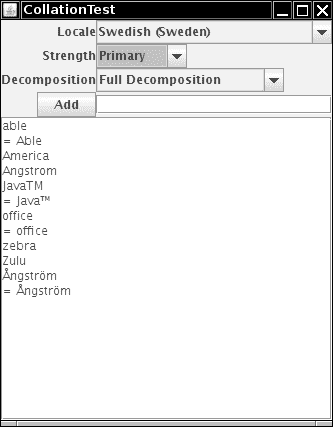 CollationTest
Locale Swedish (Sweden)
Strength Primary
Decomposition Full Decomposition
Add
able
= Able
America
Angstrom
JavaTM
= Java™
office
= office
zebra
Zulu
Ångström
= Ångström